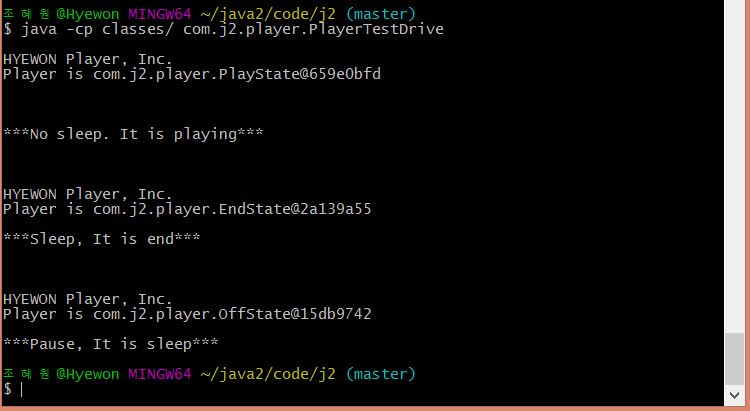 조 혜 원 @Hyewon MINGW64 ~/java2/code/j2 (master)
$ java -cp classes/ com.j2.player.PlayerTestDrive
HYEWON Player, Inc.
Player is com.j2.player.PlayState@659e0bfd
***No sleep. It is playing***
HYEWON Player, Inc.
Player is com.j2.player.EndState@2a139a55
***Sleep, It is end***
HYEWON Player, Inc.
Player is com.j2.player.OffState@15db9742
***Pause, It is sleep***
조 혜 원 @Hyewon MINGW64 ~/java2/code/j2 (master)
$